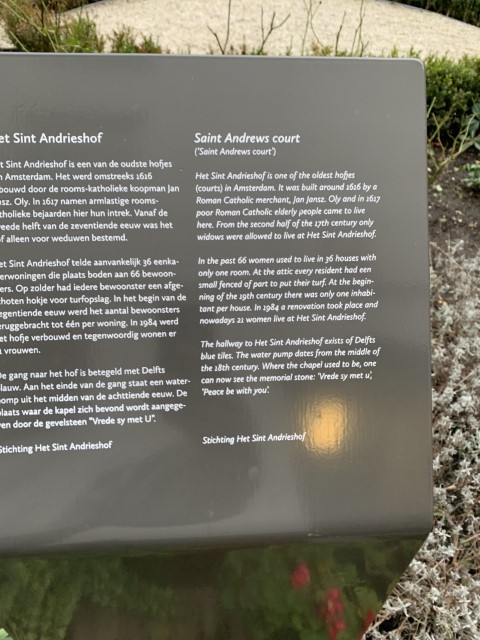 et Sint Andrieshof
t Sint Andrieshof is een van de oudste hofjes
n Amsterdam. Het werd omstreeks 1616
bouwd door de rooms-katholieke koopman Jan
nsz. Oly. In 1617 namen armlastige rooms-
tholieke bejaarden hier hun intrek. Vanaf de
eede helft van de zeventiende eeuw was het
f alleen voor weduwen bestemd.
et Sint Andrieshof telde aanvankelijk 36 eenka-
erwoningen die plaats boden aan 66 bewoon-
ers. Op zolder had iedere bewoonster een afge-
hoten hokje voor turfopslag. In het begin van de
egentiende eeuw werd het aantal bewoonsters
eruggebracht tot één per woning. In 1984 werd
et hofje verbouwd en tegenwoordig wonen er
vrouwen.
e gang naar het hof is betegeld met Delfts
lauw. Aan het einde van de gang staat een water-
omp uit het midden van de achttiende eeuw. De
laats waar de kapel zich bevond wordt aangege-
ven door de gevelsteen "Vrede sy met U".
Stichting Het Sint Andrieshof
Saint Andrews court
('Saint Andrews court')
Het Sint Andrieshof is one of the oldest hofjes
(courts) in Amsterdam. It was built around 1616 by a
Roman Catholic merchant, Jan Jansz. Oly and in 1617
poor Roman Catholic elderly people came to live
here. From the second half of the 17th century only
widows were allowed to live at Het Sint Andrieshof.
In the past 66 women used to live in 36 houses with
only one room. At the attic every resident had een
small fenced of part to put their turf. At the begin-
ning of the 19th century there was only one inhabi-
tant per house. In 1984 a renovation took place and
nowadays 21 women live at Het Sint Andrieshof.
The hallway to Het Sint Andrieshof exists of Delfts
blue tiles. The water pump dates from the middle of
the 18th century. Where the chapel used to be, one
can now see the memorial stone: 'Vrede sy met u',
'Peace be with you'.
Stichting Het Sint Andrieshof